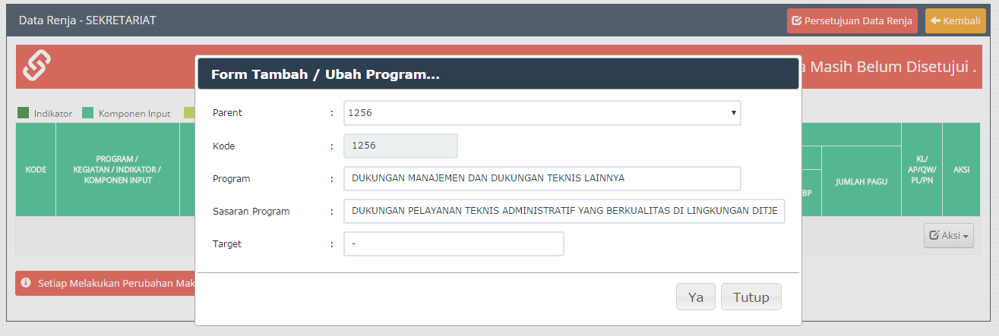 Data Renja - SEKRETARIAT
Persetujuan Data Renja
Kembali
Masih Belum Disetujui .
Form Tambah / Ubah Program...
Indikator
Komponen Input
Parent : 1256
Kode : 1256
Program : DUKUNGAN MANAJEMEN DAN DUKUNGAN TEKNIS LAINNYA
Sasaran Program : DUKUNGAN PELAYANAN TEKNIS ADMINISTRATIF YANG BERKUALITAS DI LINGKUNGAN DITJE
Target : -
Ya
Tutup
KODE
PROGRAM /
KEGIATAN / INDIKATOR /
KOMPONEN INPUT
BP
JUMLAH PAGU
KL/
AP/QW/
PL/PN
AKSI
Aksi
Setiap Melakukan Perubahan Mak